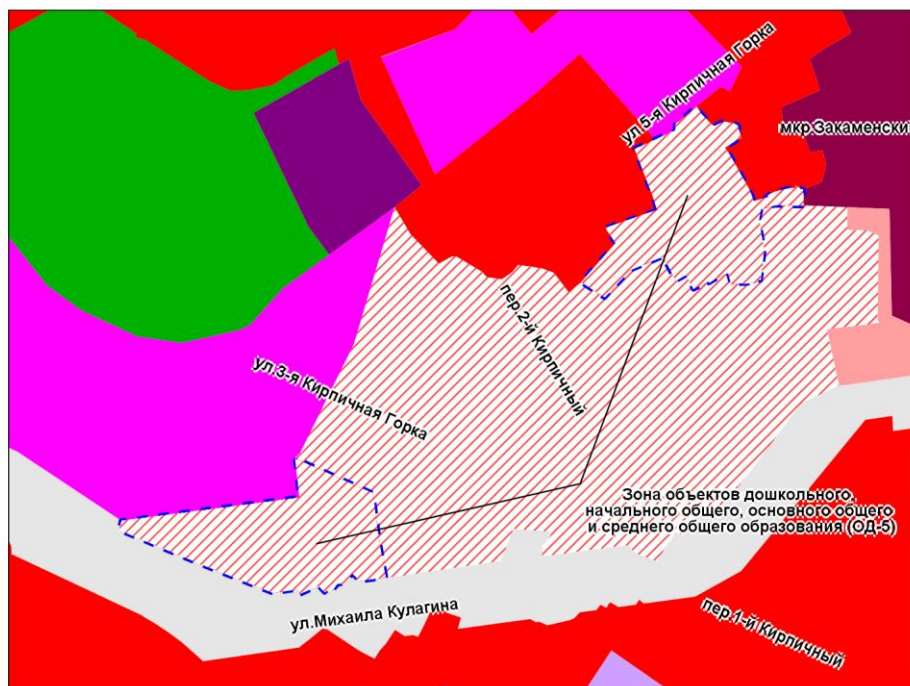 ул.5-я Кирпичная Горка
мкр.Закаменский
пер.2-й Кирпичный
ул.3-я Кирпичная Горка
Зона объектов дошкольного,
начального общего, основного общего
и среднего общего образования (ОД-5)
ул.Михаила Кулагина
пер.1-й Кирпичный